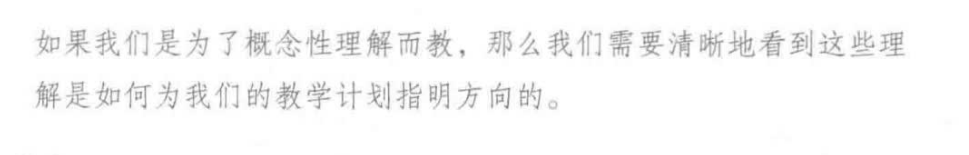 如果我们是为了概念性理解而教，那么我们需要清晰地看到这些理
解是如何为我们的教学计划指明方向的。